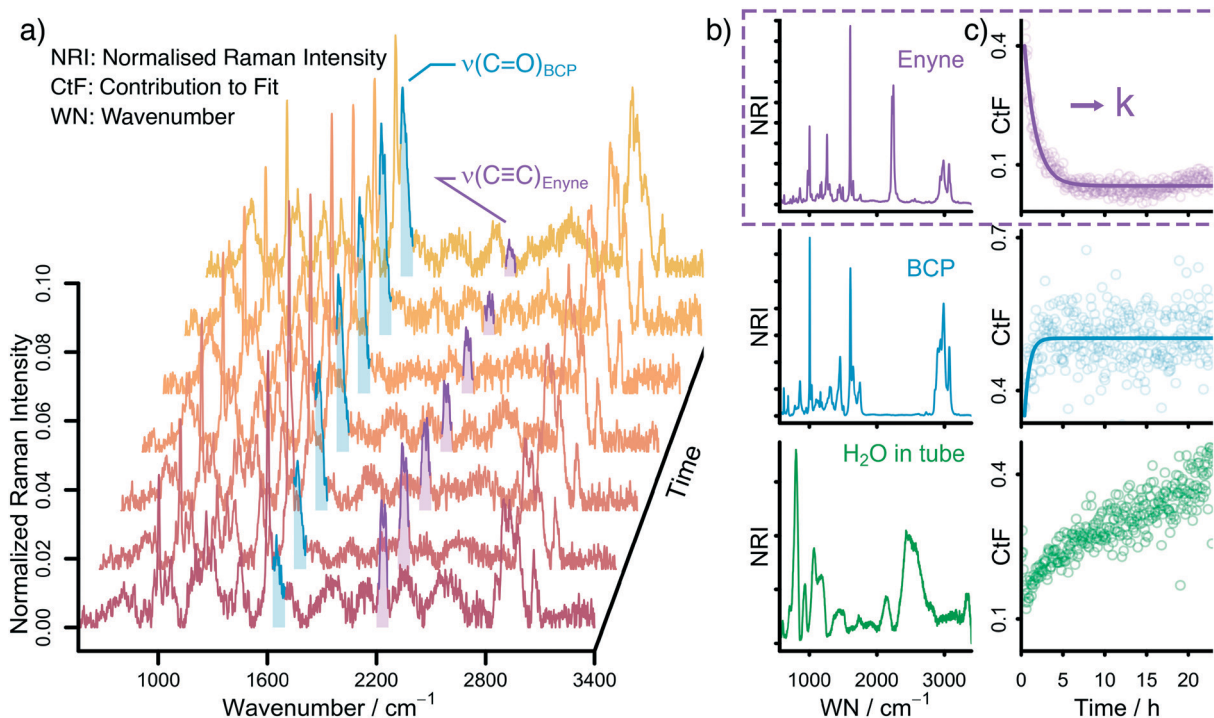 a)
NRI: Normalised Raman Intensity
CtF: Contribution to Fit
WN: Wavenumber
ν(C=O)BCP
ν(C≡C)Enyne
Normalized Raman Intensity
0.00
0.02
0.04
0.06
0.08
0.10
1000 1600 2200 2800 3400
Wavenumber / cm⁻¹
Time
b)
Enyne
NRI
BCP
NRI
H₂O in tube
NRI
1000 2000 3000
WN / cm⁻¹
c)
CtF
0.4
0.1
k
CtF
0.7
0.4
CtF
0.4
0.1
0 5 10 15 20
Time / h